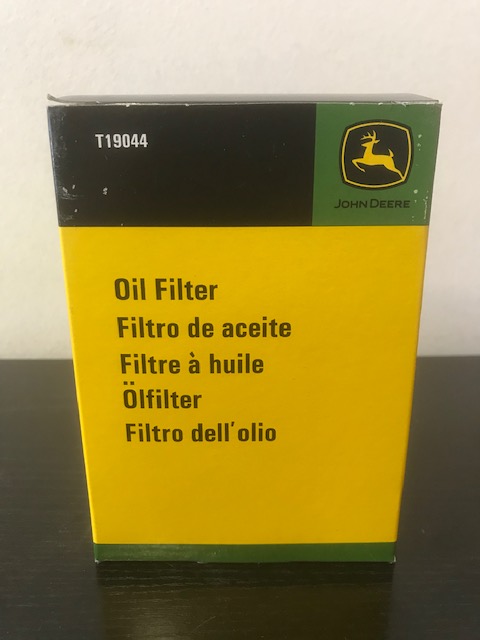 T19044
JOHN DEERE
Oil Filter
Filtro de aceite
Filtre à huile
Ölfilter
Filtro dell'olio